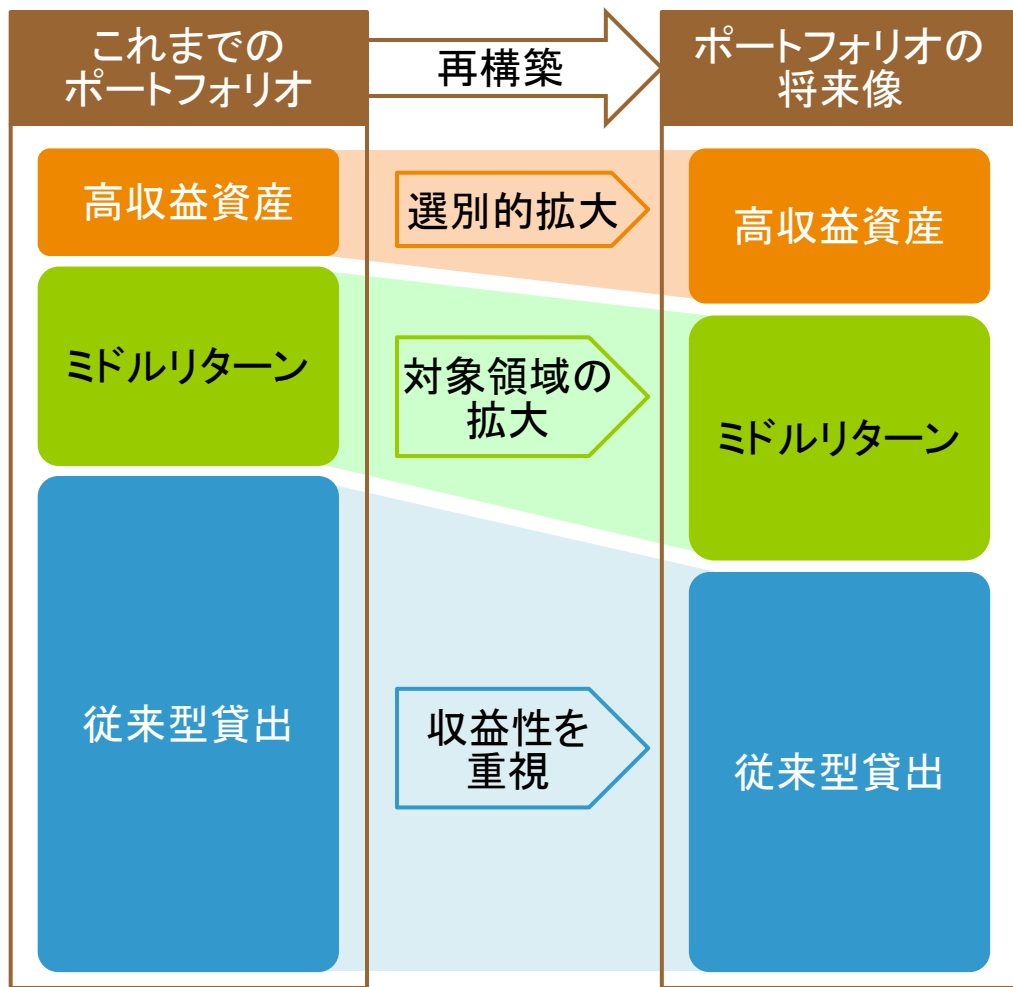 これまでの
ポートフォリオ
再構築
ポートフォリオの
将来像
高収益資産
選別的拡大
高収益資産
ミドルリターン
対象領域の
拡大
ミドルリターン
従来型貸出
収益性を
重視
従来型貸出